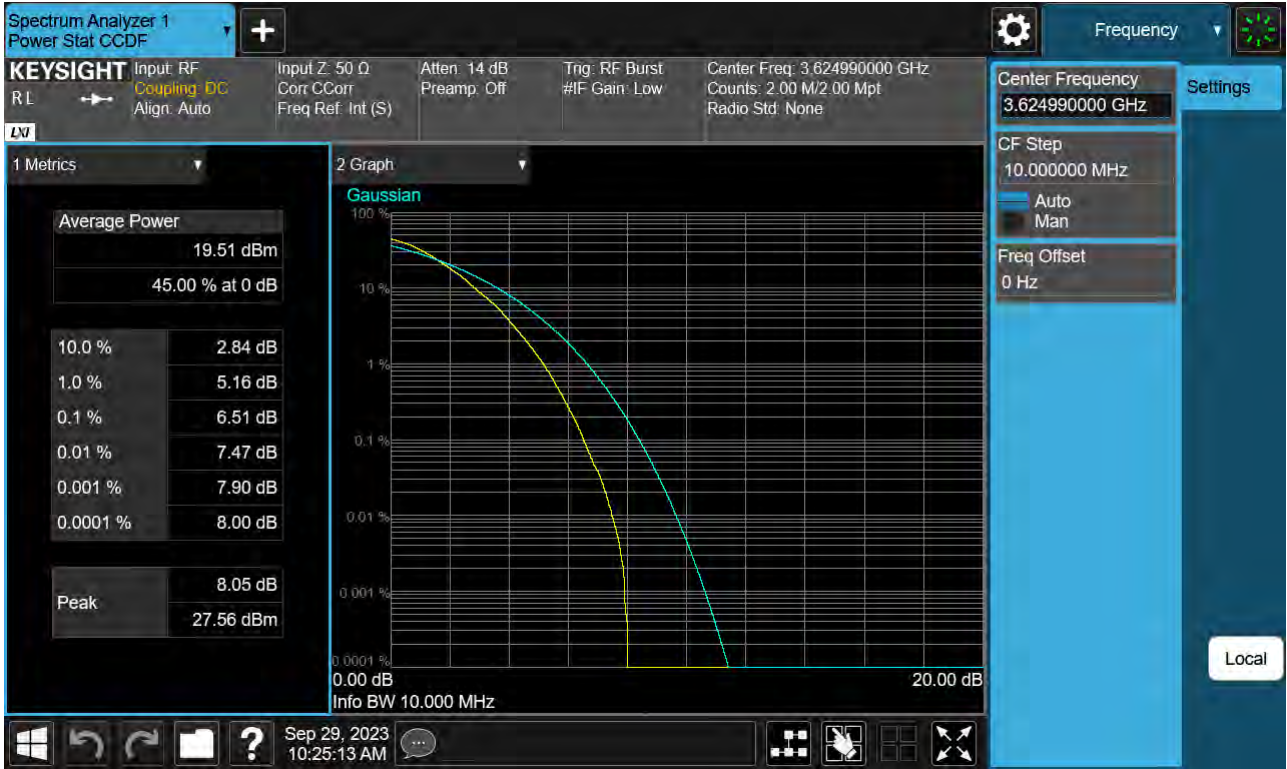 Spectrum Analyzer 1
Power Stat CCDF
+
Frequency
KEYSIGHT
R L
LXI
Input: RF
Coupling: DC
Align: Auto
Input Z: 50 Ω
Corr CCorr
Freq Ref: Int (S)
Atten: 14 dB
Preamp: Off
Trig: RF Burst
#IF Gain: Low
Center Freq: 3.624990000 GHz
Counts: 2.00 M/2.00 Mpt
Radio Std: None
1 Metrics
Average Power
19.51 dBm
45.00 % at 0 dB
10.0 % 2.84 dB
1.0 % 5.16 dB
0.1 % 6.51 dB
0.01 % 7.47 dB
0.001 % 7.90 dB
0.0001 % 8.00 dB
Peak
8.05 dB
27.56 dBm
2 Graph
Gaussian
100 %
10 %
1 %
0.1 %
0.01 %
0.001 %
0.0001 %
0.00 dB 20.00 dB
Info BW 10.000 MHz
Center Frequency
3.624990000 GHz
CF Step
10.000000 MHz
Auto
Man
Freq Offset
0 Hz
Settings
Local
?
Sep 29, 2023
10:25:13 AM